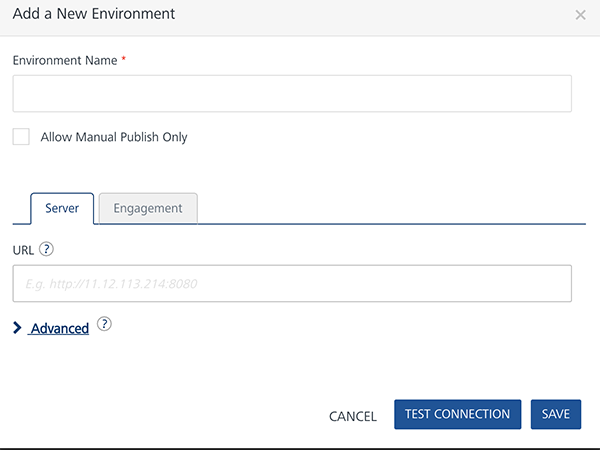 Add a New Environment
Environment Name *
Allow Manual Publish Only
Server Engagement
URL ?
E.g. http://11.12.113.214:8080
Advanced ?
CANCEL TEST CONNECTION SAVE